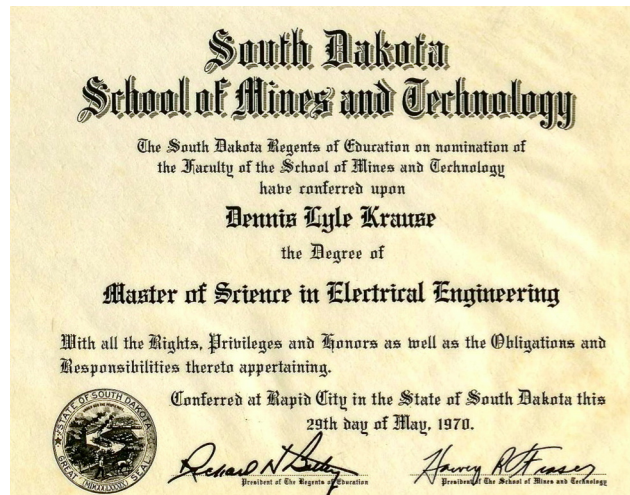 South Dakota
School of Mines and Technology
The South Dakota Regents of Education on nomination of
the Faculty of the School of Mines and Technology
have conferred upon
Dennis Lyle Krause
the Degree of
Master of Science in Electrical Engineering
With all the Rights, Privileges and Honors as well as the Obligations and
Responsibilities thereto appertaining.
Conferred at Rapid City in the State of South Dakota this
29th day of May, 1970.
STATE OF SOUTH DAKOTA
GREAT SEAL
President of The Regents of Education
Harvey R Fraser
President of The School of Mines and Technology